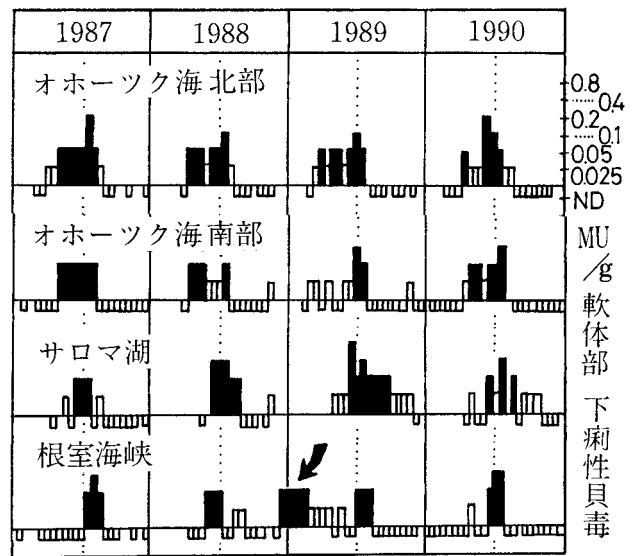 1987 1988 1989 1990
オホーツク海北部
0.8
0.4
0.2
0.1
0.05
0.025
ND
オホーツク海南部
サロマ湖
根室海峡
MU/g 軟体部 下痢性貝毒